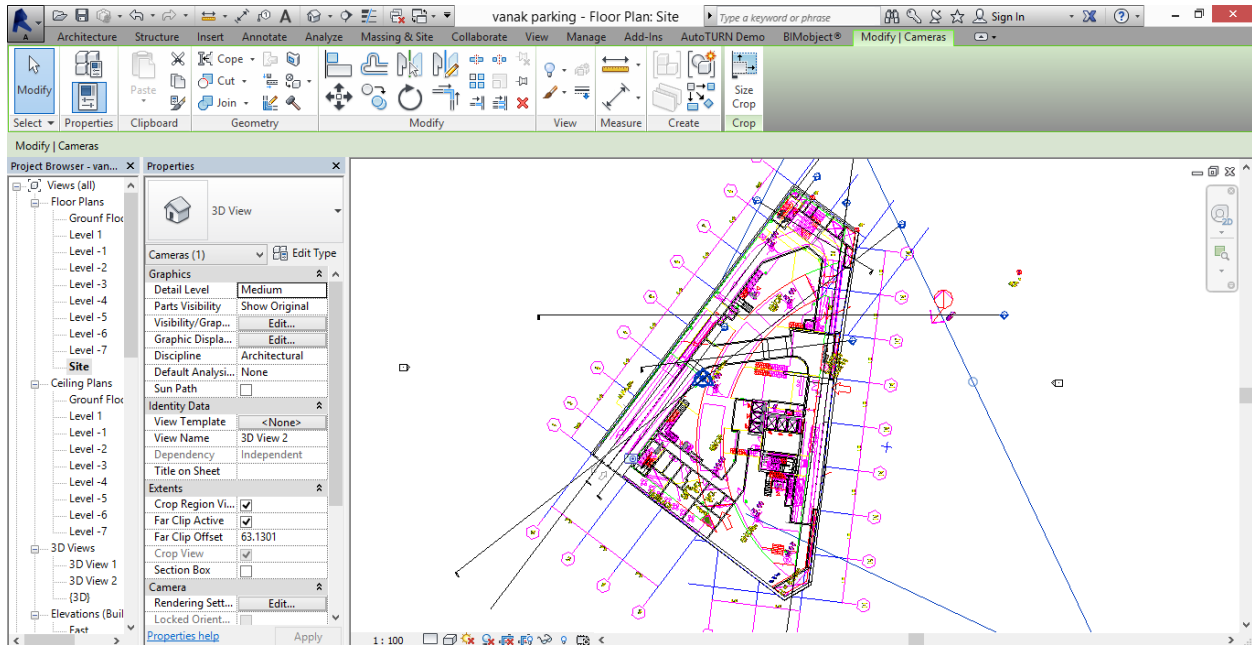 vanak parking - Floor Plan: Site
Type a keyword or phrase
Sign In
Architecture Structure Insert Annotate Analyze Massing & Site Collaborate View Manage Add-Ins AutoTURN Demo BIMobject® Modify | Cameras
Modify
Paste
Cope
Cut
Join
Size
Crop
Select Properties Clipboard Geometry Modify View Measure Create Crop
Modify | Cameras
Project Browser - van...
Views (all)
Floor Plans
Ground Floo
Level 1
Level -1
Level -2
Level -3
Level -4
Level -5
Level -6
Level -7
Site
Ceiling Plans
Ground Floo
Level 1
Level -1
Level -2
Level -3
Level -4
Level -5
Level -6
Level -7
3D Views
3D View 1
3D View 2
{3D}
Elevations (Buil
East
Properties
3D View
Cameras (1) Edit Type
Graphics
Detail Level Medium
Parts Visibility Show Original
Visibility/Grap... Edit...
Graphic Displa... Edit...
Discipline Architectural
Default Analysi... None
Sun Path
Identity Data
View Template <None>
View Name 3D View 2
Dependency Independent
Title on Sheet
Extents
Crop Region Vi...
Far Clip Active
Far Clip Offset 63.1301
Crop View
Section Box
Camera
Rendering Sett... Edit...
Locked Orient...
Properties help Apply
2D
1 : 100